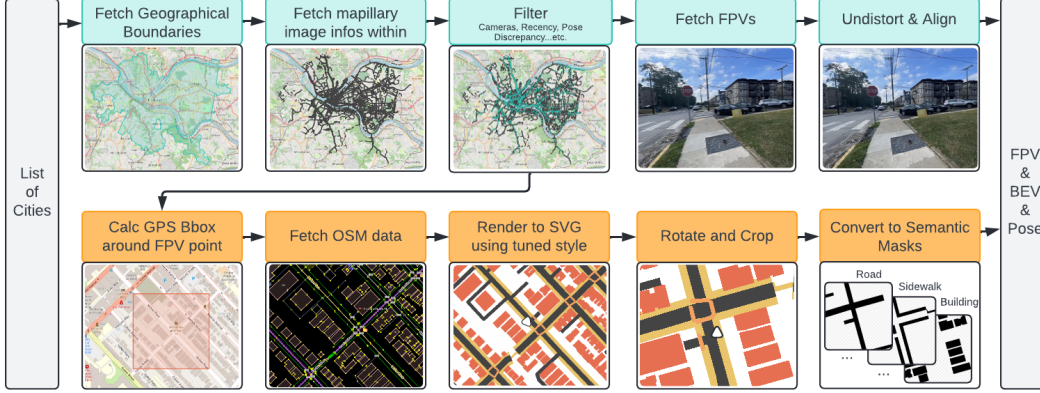 List
of
Cities
Fetch Geographical
Boundaries
Fetch mapillary
image infos within
Filter
Cameras, Recency, Pose
Discrepancy...etc.
Fetch FPVs
Undistort & Align
Calc GPS Bbox
around FPV point
Fetch OSM data
Render to SVG
using tuned style
Rotate and Crop
Convert to Semantic
Masks
Road
Sidewalk
Building
...
...
FPV
&
BEV
&
Pose